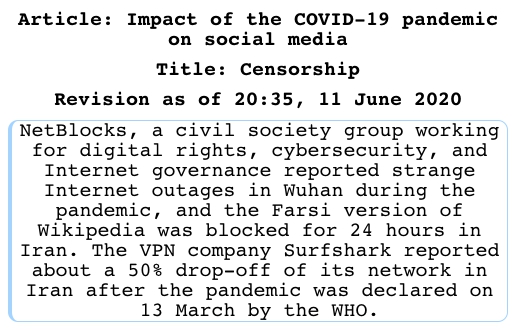 Article: Impact of the COVID-19 pandemic
on social media
Title: Censorship
Revision as of 20:35, 11 June 2020
NetBlocks, a civil society group working
for digital rights, cybersecurity, and
Internet governance reported strange
Internet outages in Wuhan during the
pandemic, and the Farsi version of
Wikipedia was blocked for 24 hours in
Iran. The VPN company Surfshark reported
about a 50% drop-off of its network in
Iran after the pandemic was declared on
13 March by the WHO.